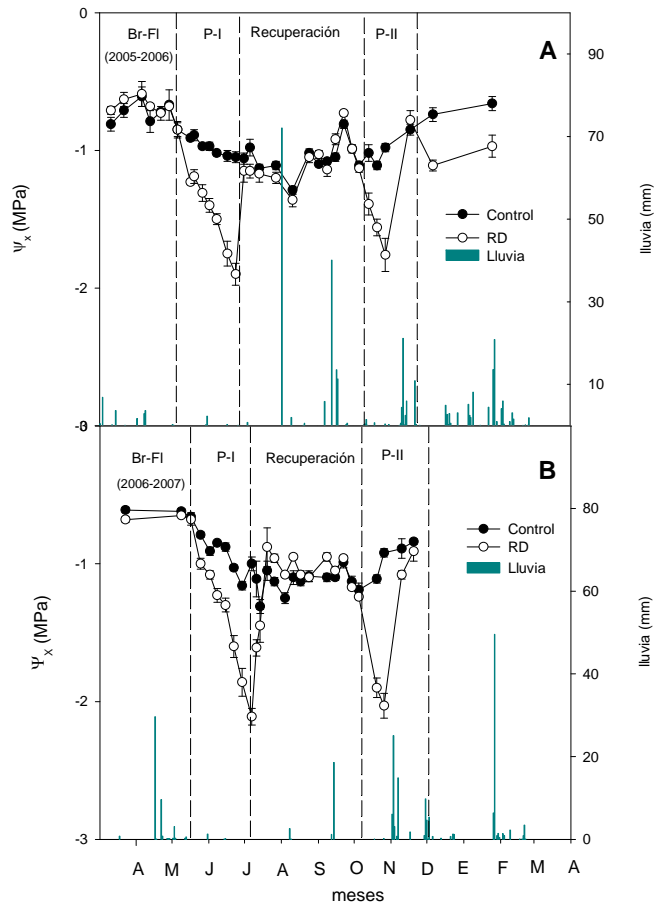 0
Br-Fl
P-I
Recuperación
P-II
(2005-2006)
A
90
-1
70
Ψx (MPa)
Control
RD
Lluvia
50
lluvia (mm)
-2
30
10
-3
0
Br-Fl
P-I
Recuperación
P-II
(2006-2007)
B
80
Control
RD
Lluvia
-1
60
Ψx (MPa)
40
lluvia (mm)
-2
20
-3
0
A M J J A S O N D E F M A
meses